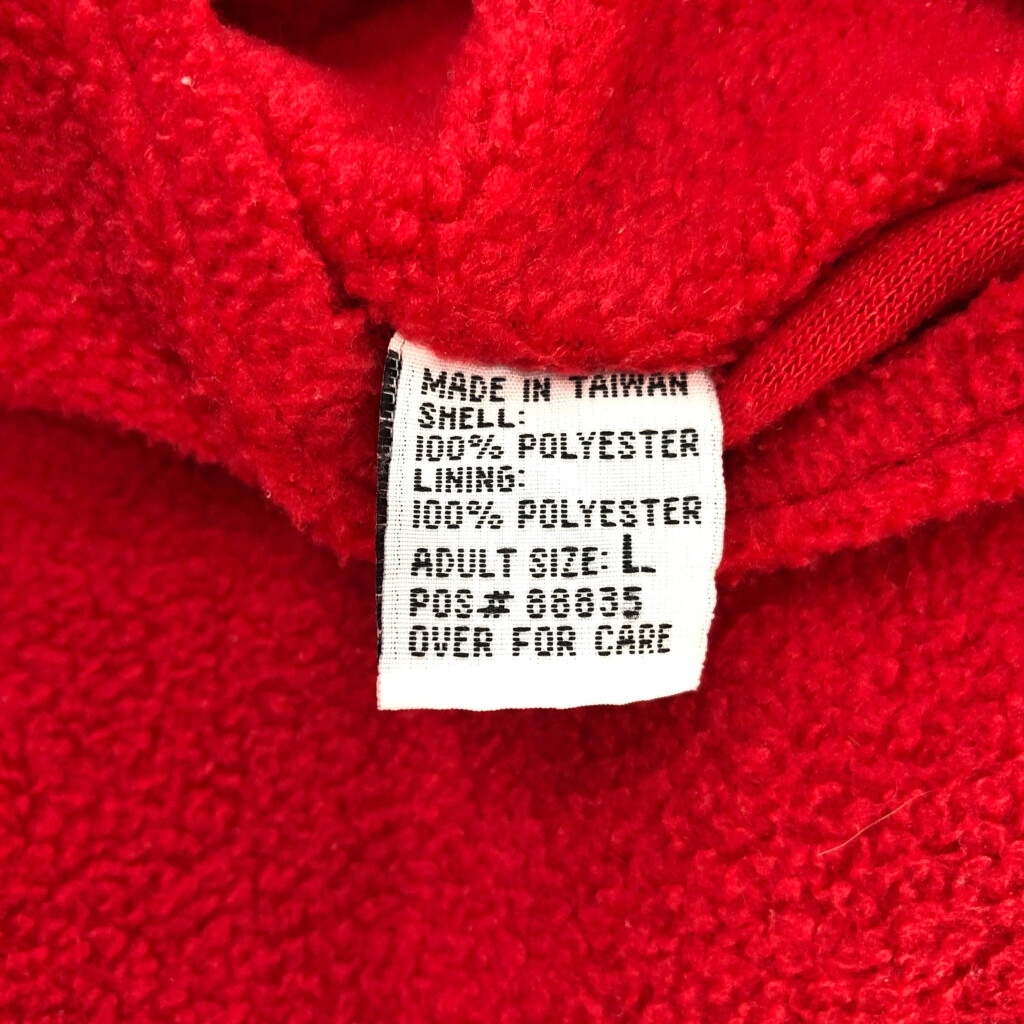 MADE IN TAIWAN
SHELL:
100% POLYESTER
LINING:
100% POLYESTER
ADULT SIZE: L
POS# 88835
OVER FOR CARE